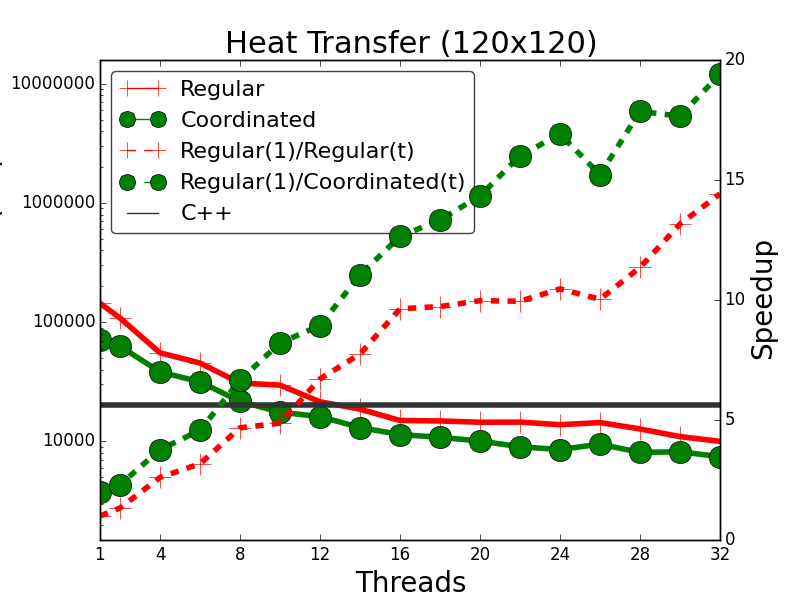 Heat Transfer (120x120)
Regular
Coordinated
Regular(1)/Regular(t)
Regular(1)/Coordinated(t)
C++
10000000
1000000
100000
10000
20
15
10
5
0
Speedup
1 4 8 12 16 20 24 28 32
Threads